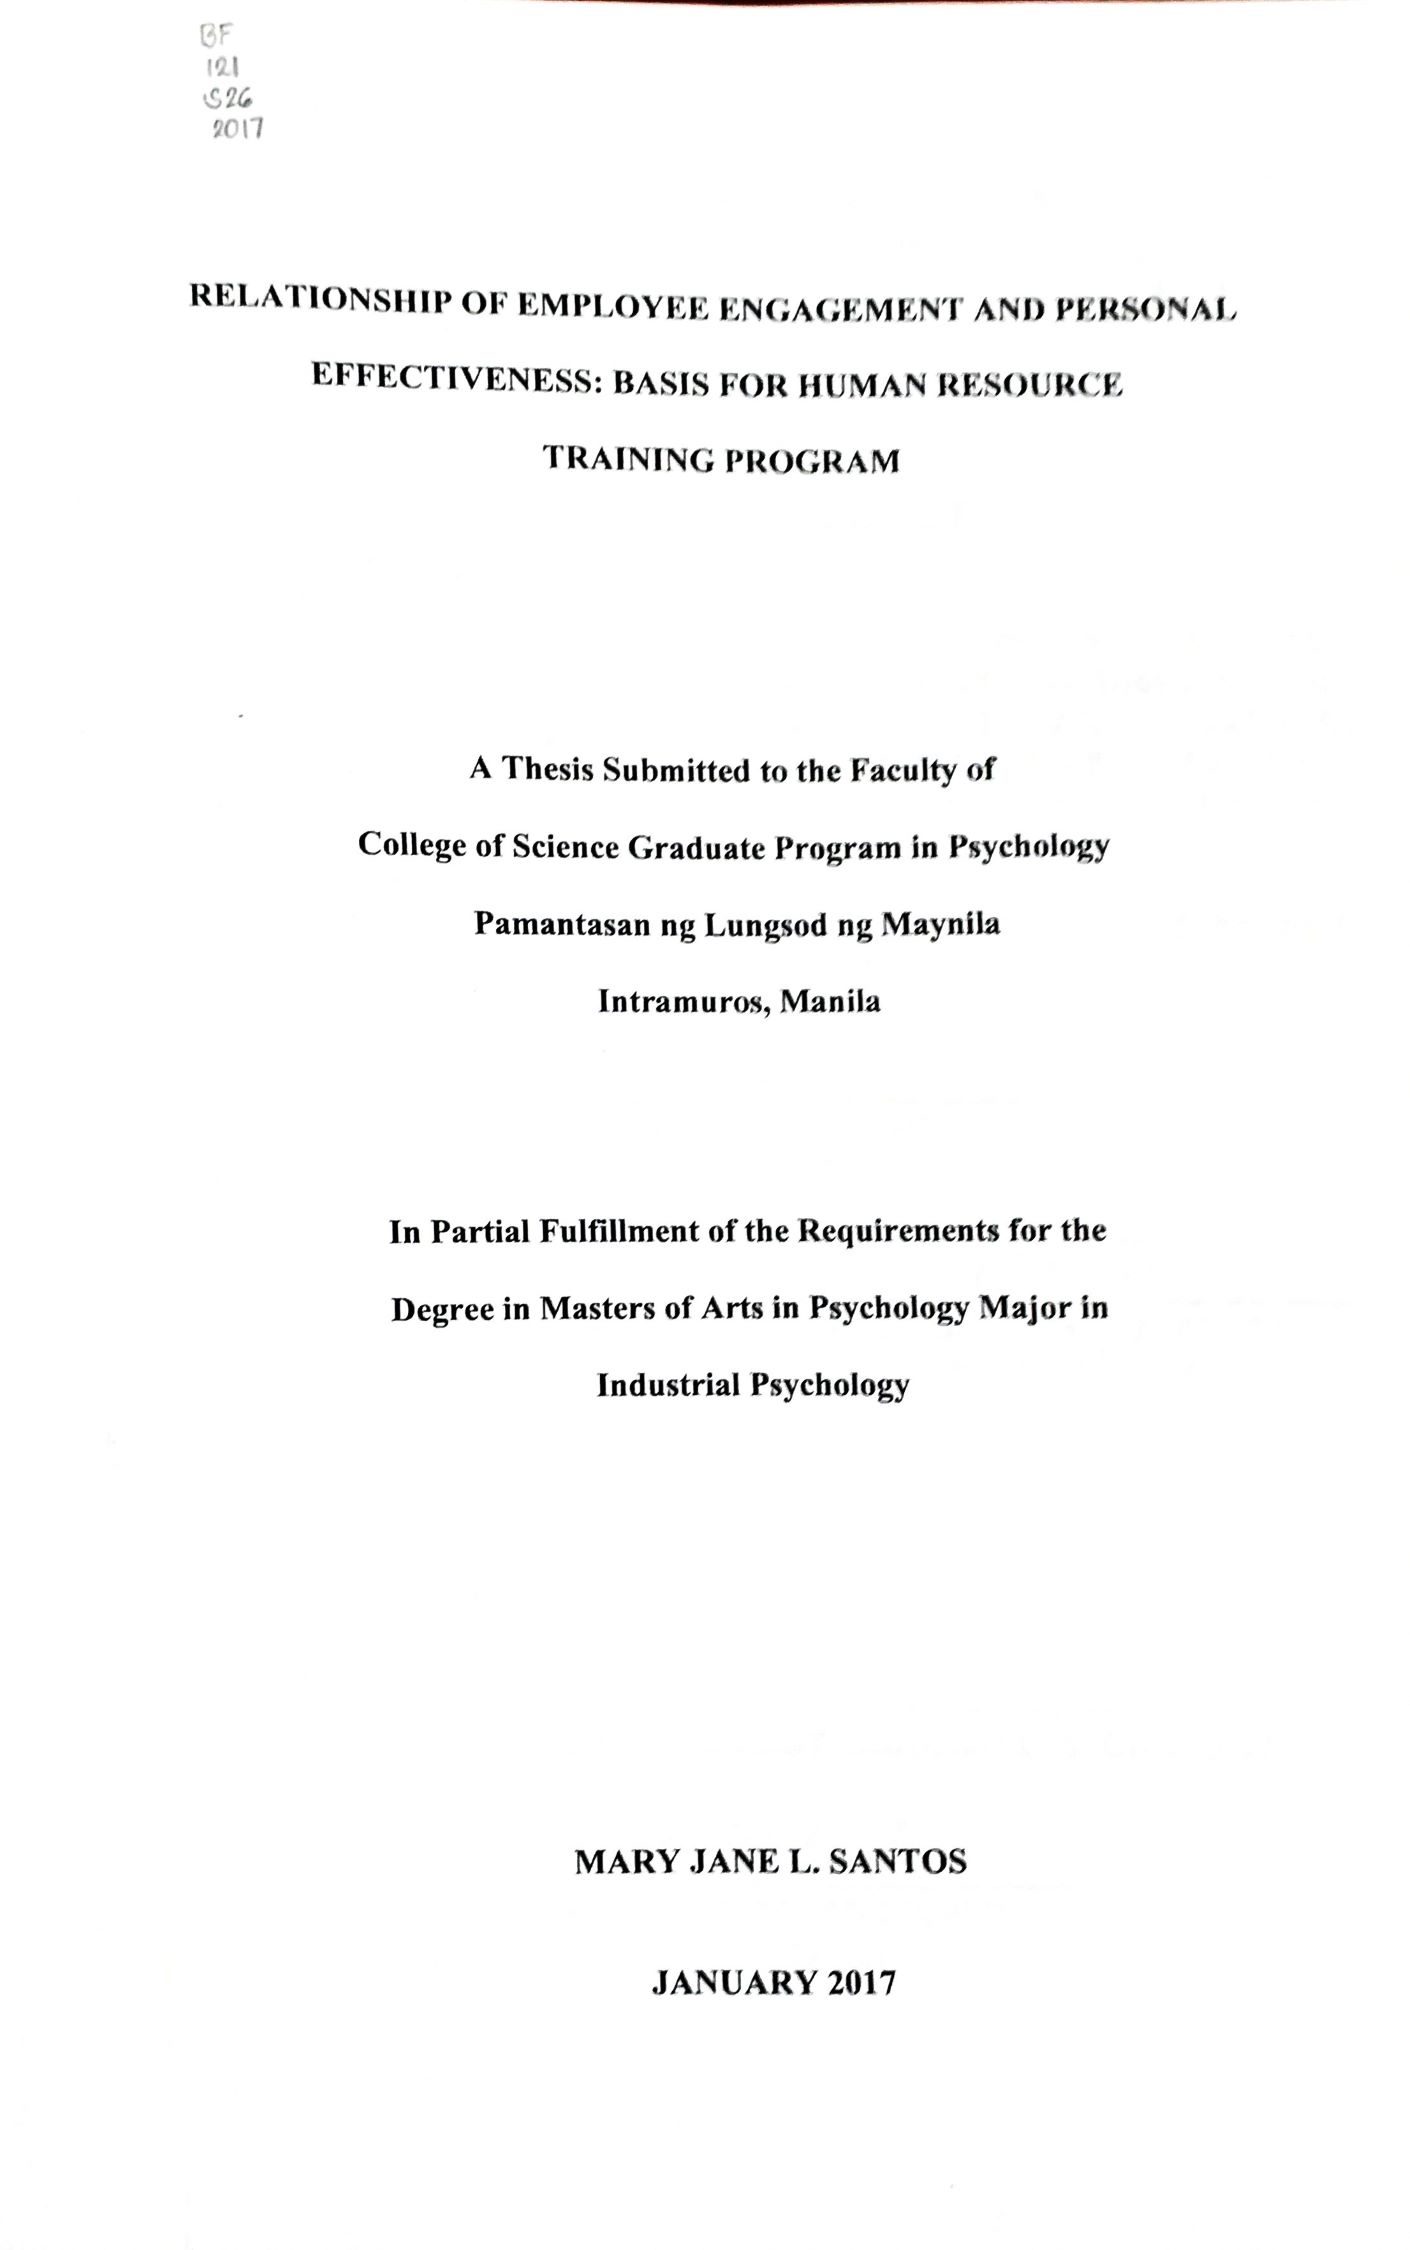 BF
121
.S26
2017
RELATIONSHIP OF EMPLOYEE ENGAGEMENT AND PERSONAL
EFFECTIVENESS: BASIS FOR HUMAN RESOURCE
TRAINING PROGRAM
A Thesis Submitted to the Faculty of
College of Science Graduate Program in Psychology
Pamantasan ng Lungsod ng Maynila
Intramuros, Manila
In Partial Fulfillment of the Requirements for the
Degree in Masters of Arts in Psychology Major in
Industrial Psychology
MARY JANE L. SANTOS
JANUARY 2017